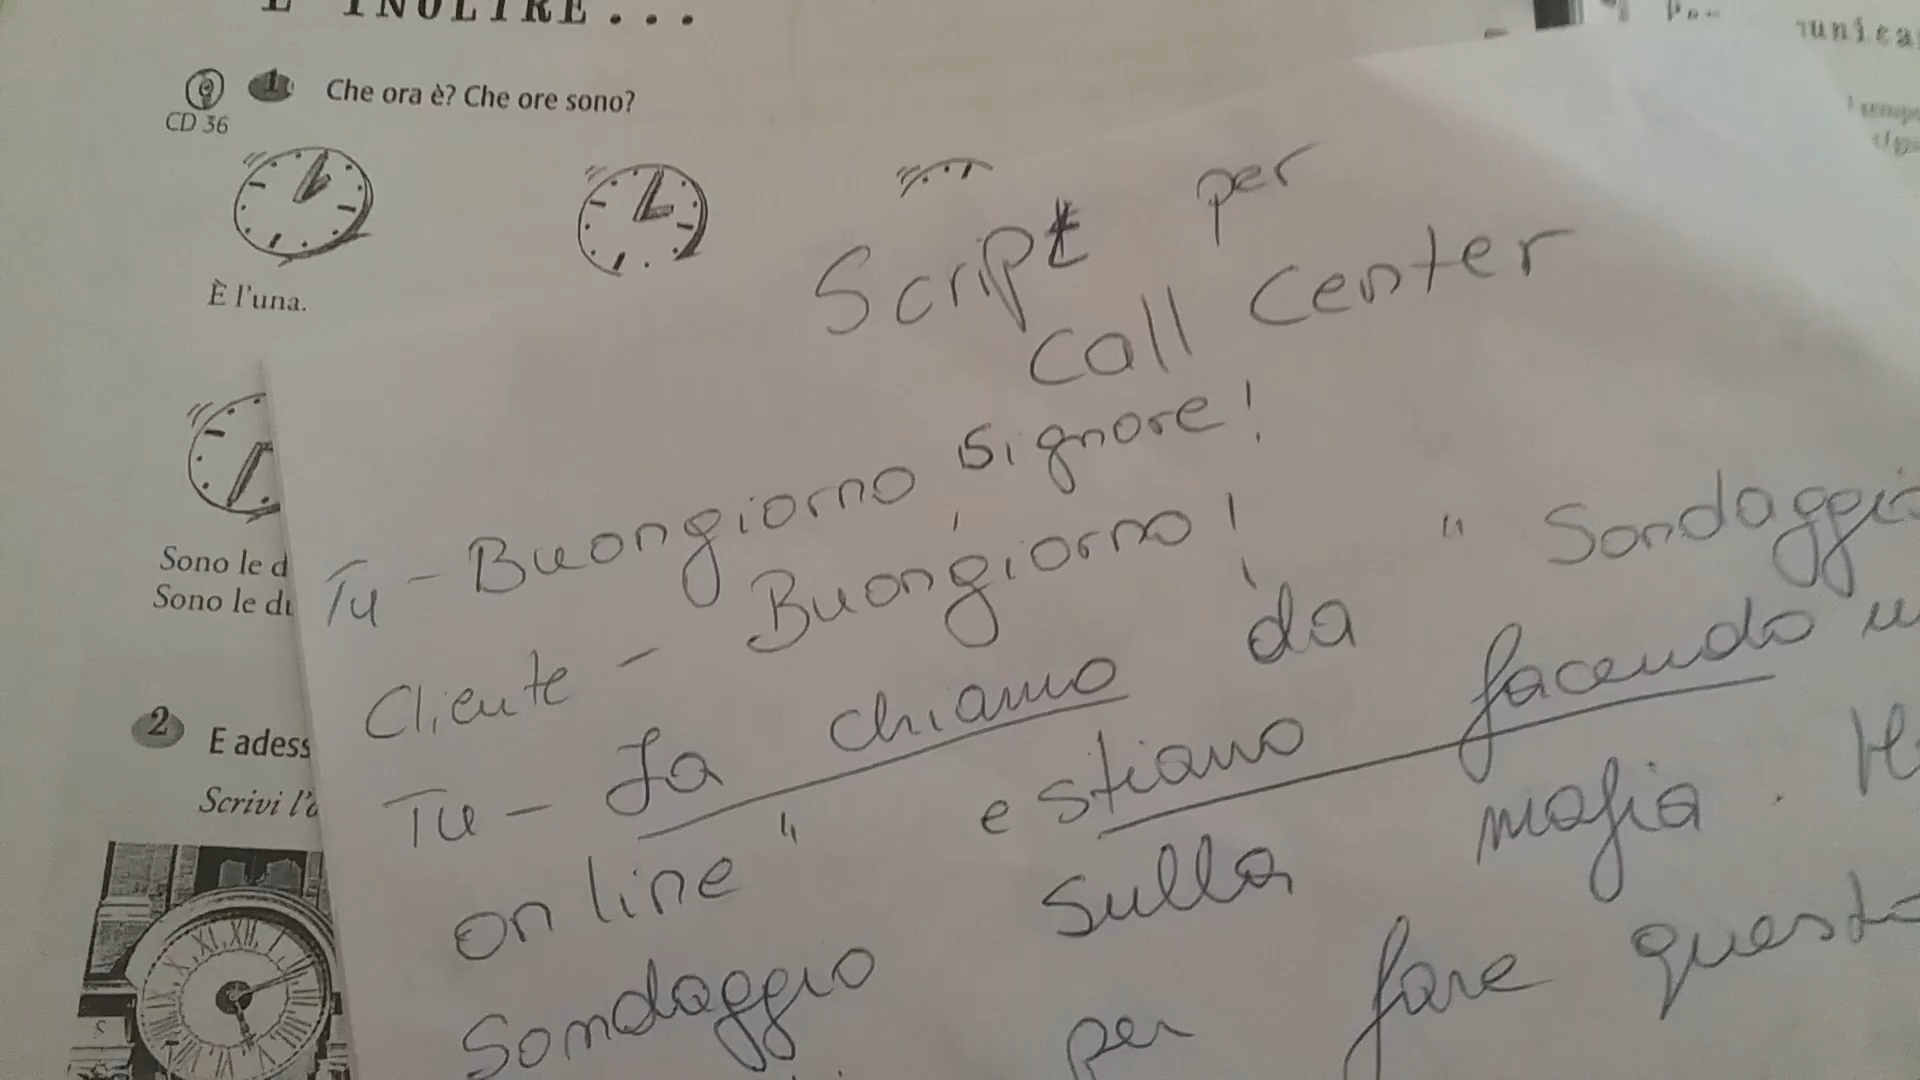 E INOLTRE...
1 Che ora è? Che ore sono?
CD 36
È l'una.
Sono le d
Sono le du
2 E adess
Scrivi l'o
Script per
call center
Tu - Buongiorno Signore!
Cliente - Buongiorno!
Tu - La chiamo da "Sondaggio
on line" e stiamo facendo u
Sondaggio sulla mafia.
per fare questo